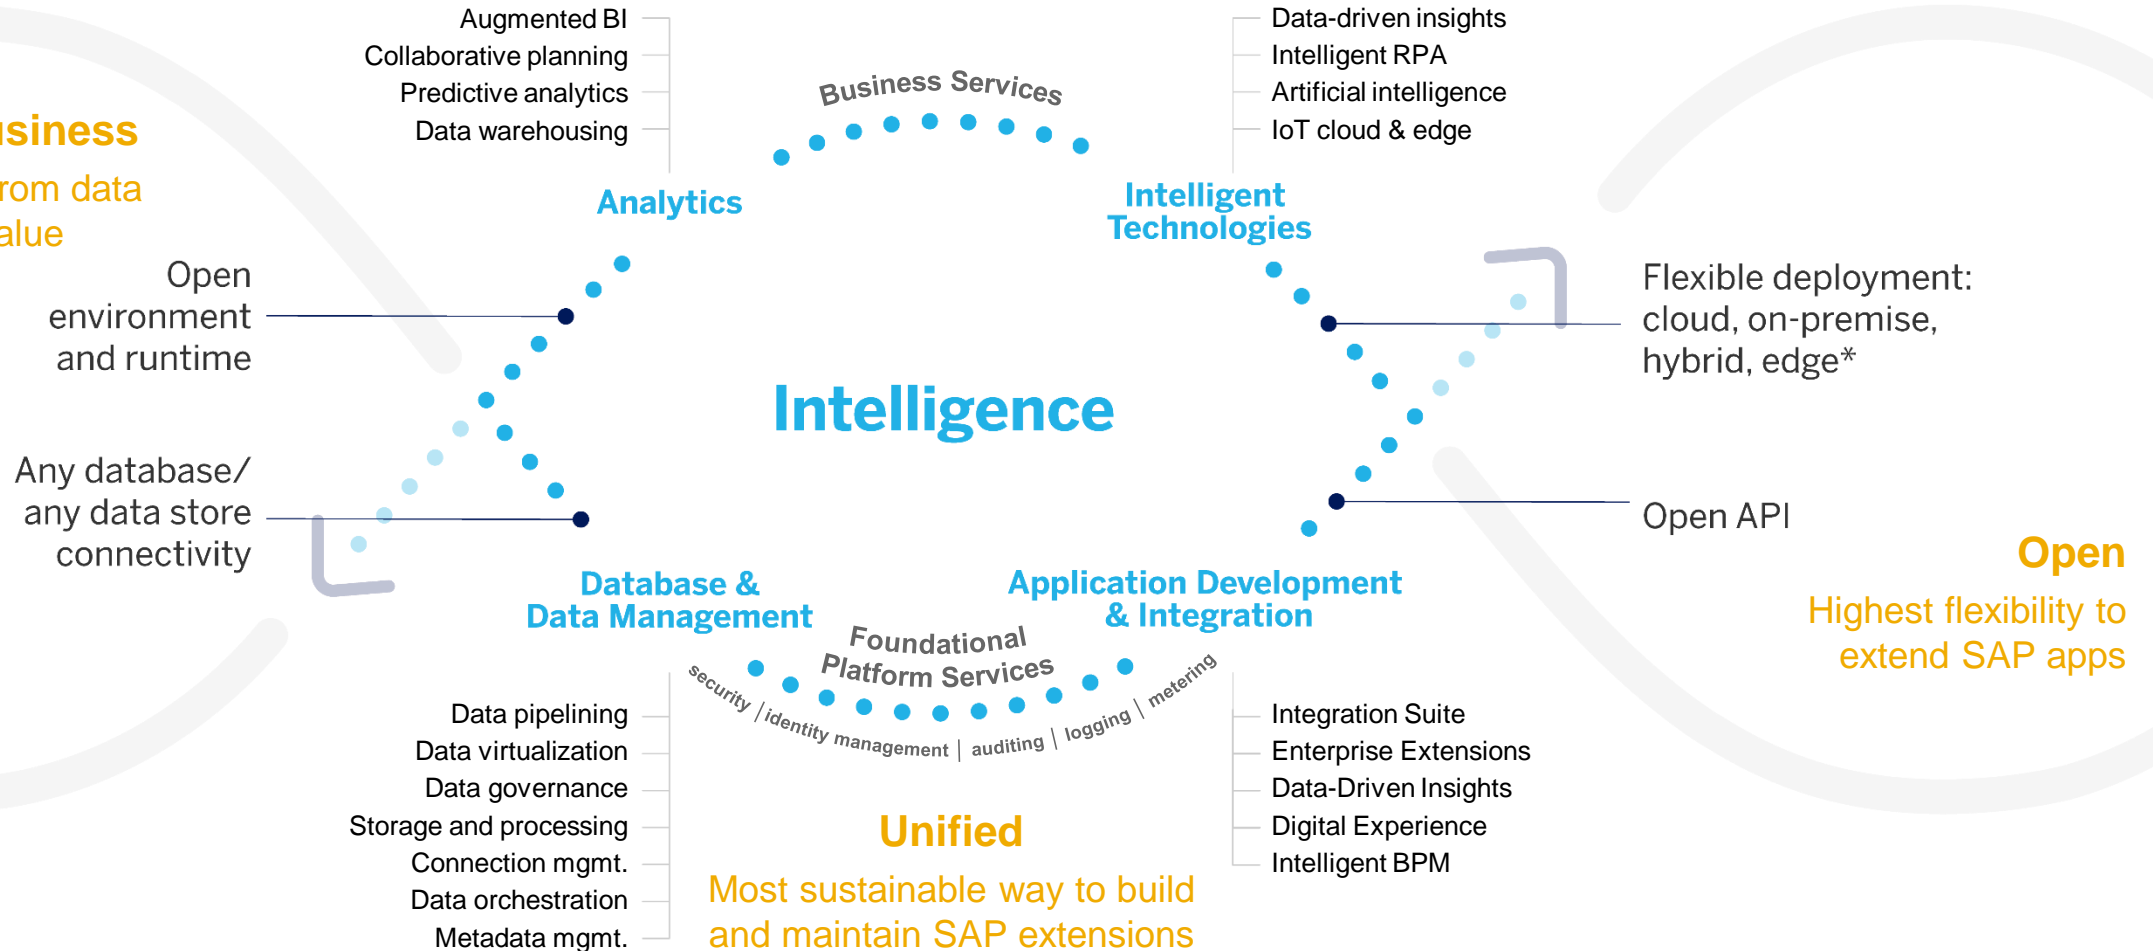 Augmented BI
Collaborative planning
Predictive analytics
Data warehousing
Data-driven insights
Intelligent RPA
Artificial intelligence
IoT cloud & edge
Business Services
data
Analytics
Intelligent
Technologies
Open
environment
and runtime
Flexible deployment:
cloud, on-premise,
hybrid, edge*
Intelligence
Any database/
any data store
connectivity
Open API
Open
Highest flexibility to
extend SAP apps
Database &
Data Management
Application Development
& Integration
Foundational
Platform Services
security | identity management | auditing | logging | metering
Data pipelining
Data virtualization
Data governance
Storage and processing
Connection mgmt.
Data orchestration
Metadata mgmt.
Integration Suite
Enterprise Extensions
Data-Driven Insights
Digital Experience
Intelligent BPM
Unified
Most sustainable way to build
and maintain SAP extensions